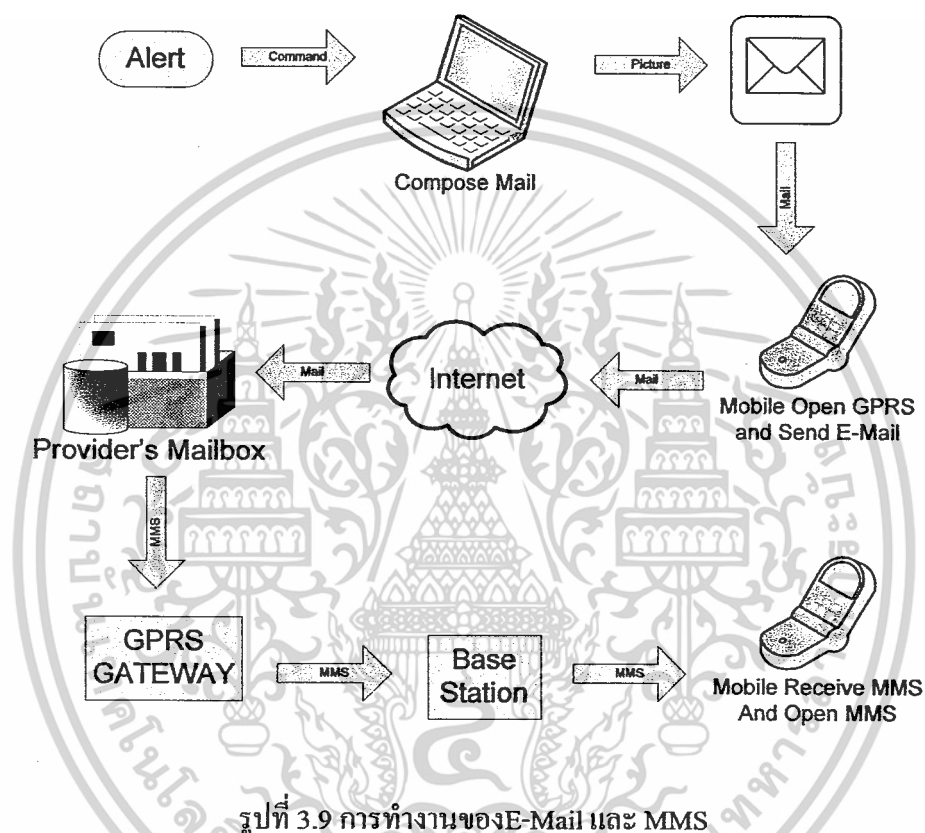 Alert
Command
Picture
Compose Mail
Mail
Mobile Open GPRS
and Send E-Mail
Mail
Internet
Mail
Provider's Mailbox
MMS
GPRS
GATEWAY
MMS
Base
Station
MMS
Mobile Receive MMS
And Open MMS
รูปที่ 3.9 การทำงานของE-Mail และ MMS